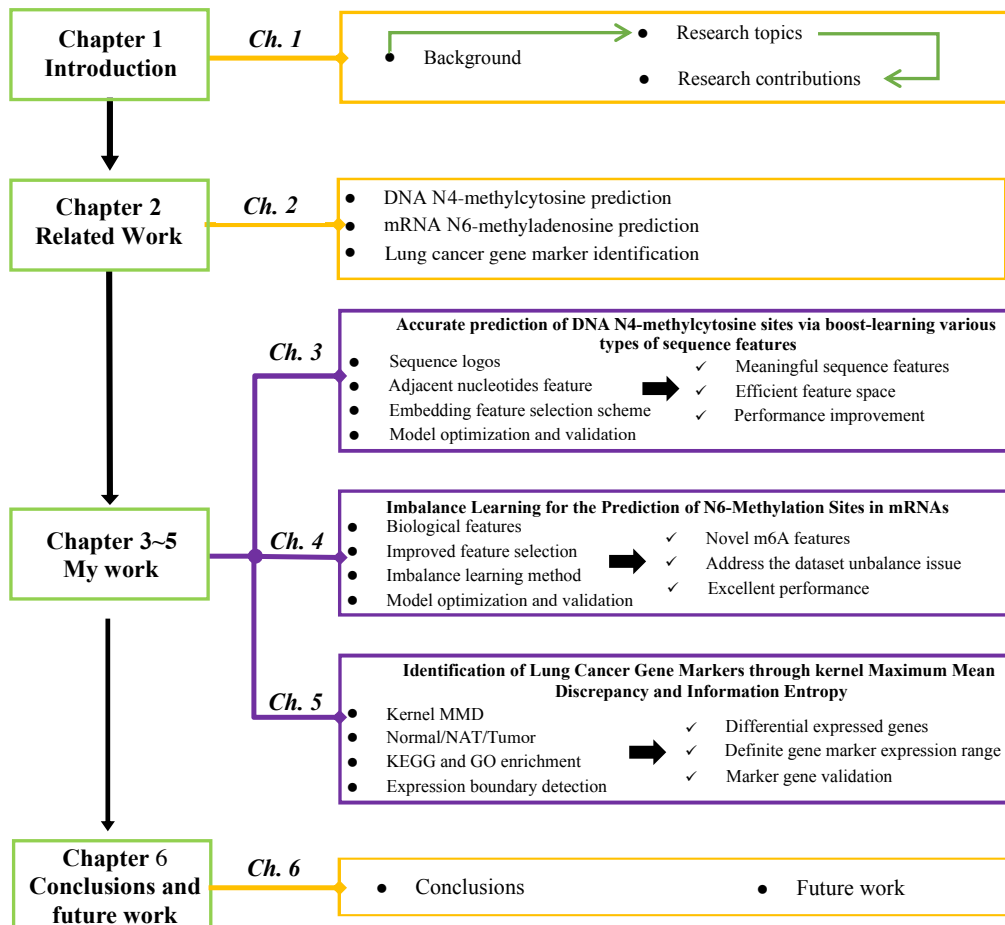 Chapter 1
Introduction
Ch. 1
● Background
● Research topics
● Research contributions
Chapter 2
Related Work
Ch. 2
● DNA N4-methylcytosine prediction
● mRNA N6-methyladenosine prediction
● Lung cancer gene marker identification
Chapter 3~5
My work
Ch. 3
Accurate prediction of DNA N4-methylcytosine sites via boost-learning various
types of sequence features
● Sequence logos
● Adjacent nucleotides feature
● Embedding feature selection scheme
● Model optimization and validation
✓ Meaningful sequence features
✓ Efficient feature space
✓ Performance improvement
Ch. 4
Imbalance Learning for the Prediction of N6-Methylation Sites in mRNAs
● Biological features
● Improved feature selection
● Imbalance learning method
● Model optimization and validation
✓ Novel m6A features
✓ Address the dataset unbalance issue
✓ Excellent performance
Ch. 5
Identification of Lung Cancer Gene Markers through kernel Maximum Mean
Discrepancy and Information Entropy
● Kernel MMD
● Normal/NAT/Tumor
● KEGG and GO enrichment
● Expression boundary detection
✓ Differential expressed genes
✓ Definite gene marker expression range
✓ Marker gene validation
Chapter 6
Conclusions and
future work
Ch. 6
● Conclusions
● Future work